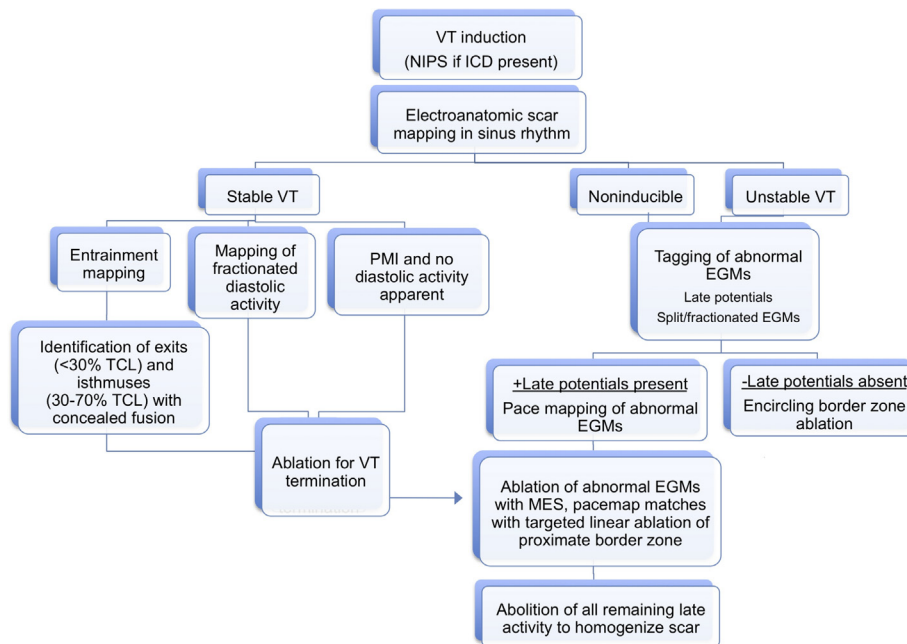 VT induction
(NIPS if ICD present)
Electroanatomic scar
mapping in sinus rhythm
Stable VT
Noninducible
Unstable VT
Entrainment
mapping
Mapping of
fractionated
diastolic
activity
PMI and no
diastolic activity
apparent
Tagging of abnormal
EGMs
Late potentials
Split/fractionated EGMs
Identification of exits
(<30% TCL) and
isthmuses
(30-70% TCL) with
concealed fusion
+Late potentials present
Pace mapping of abnormal
EGMs
-Late potentials absent
Encircling border zone
ablation
Ablation for VT
termination
Ablation of abnormal EGMs
with MES, pacemap matches
with targeted linear ablation of
proximate border zone
Abolition of all remaining late
activity to homogenize scar